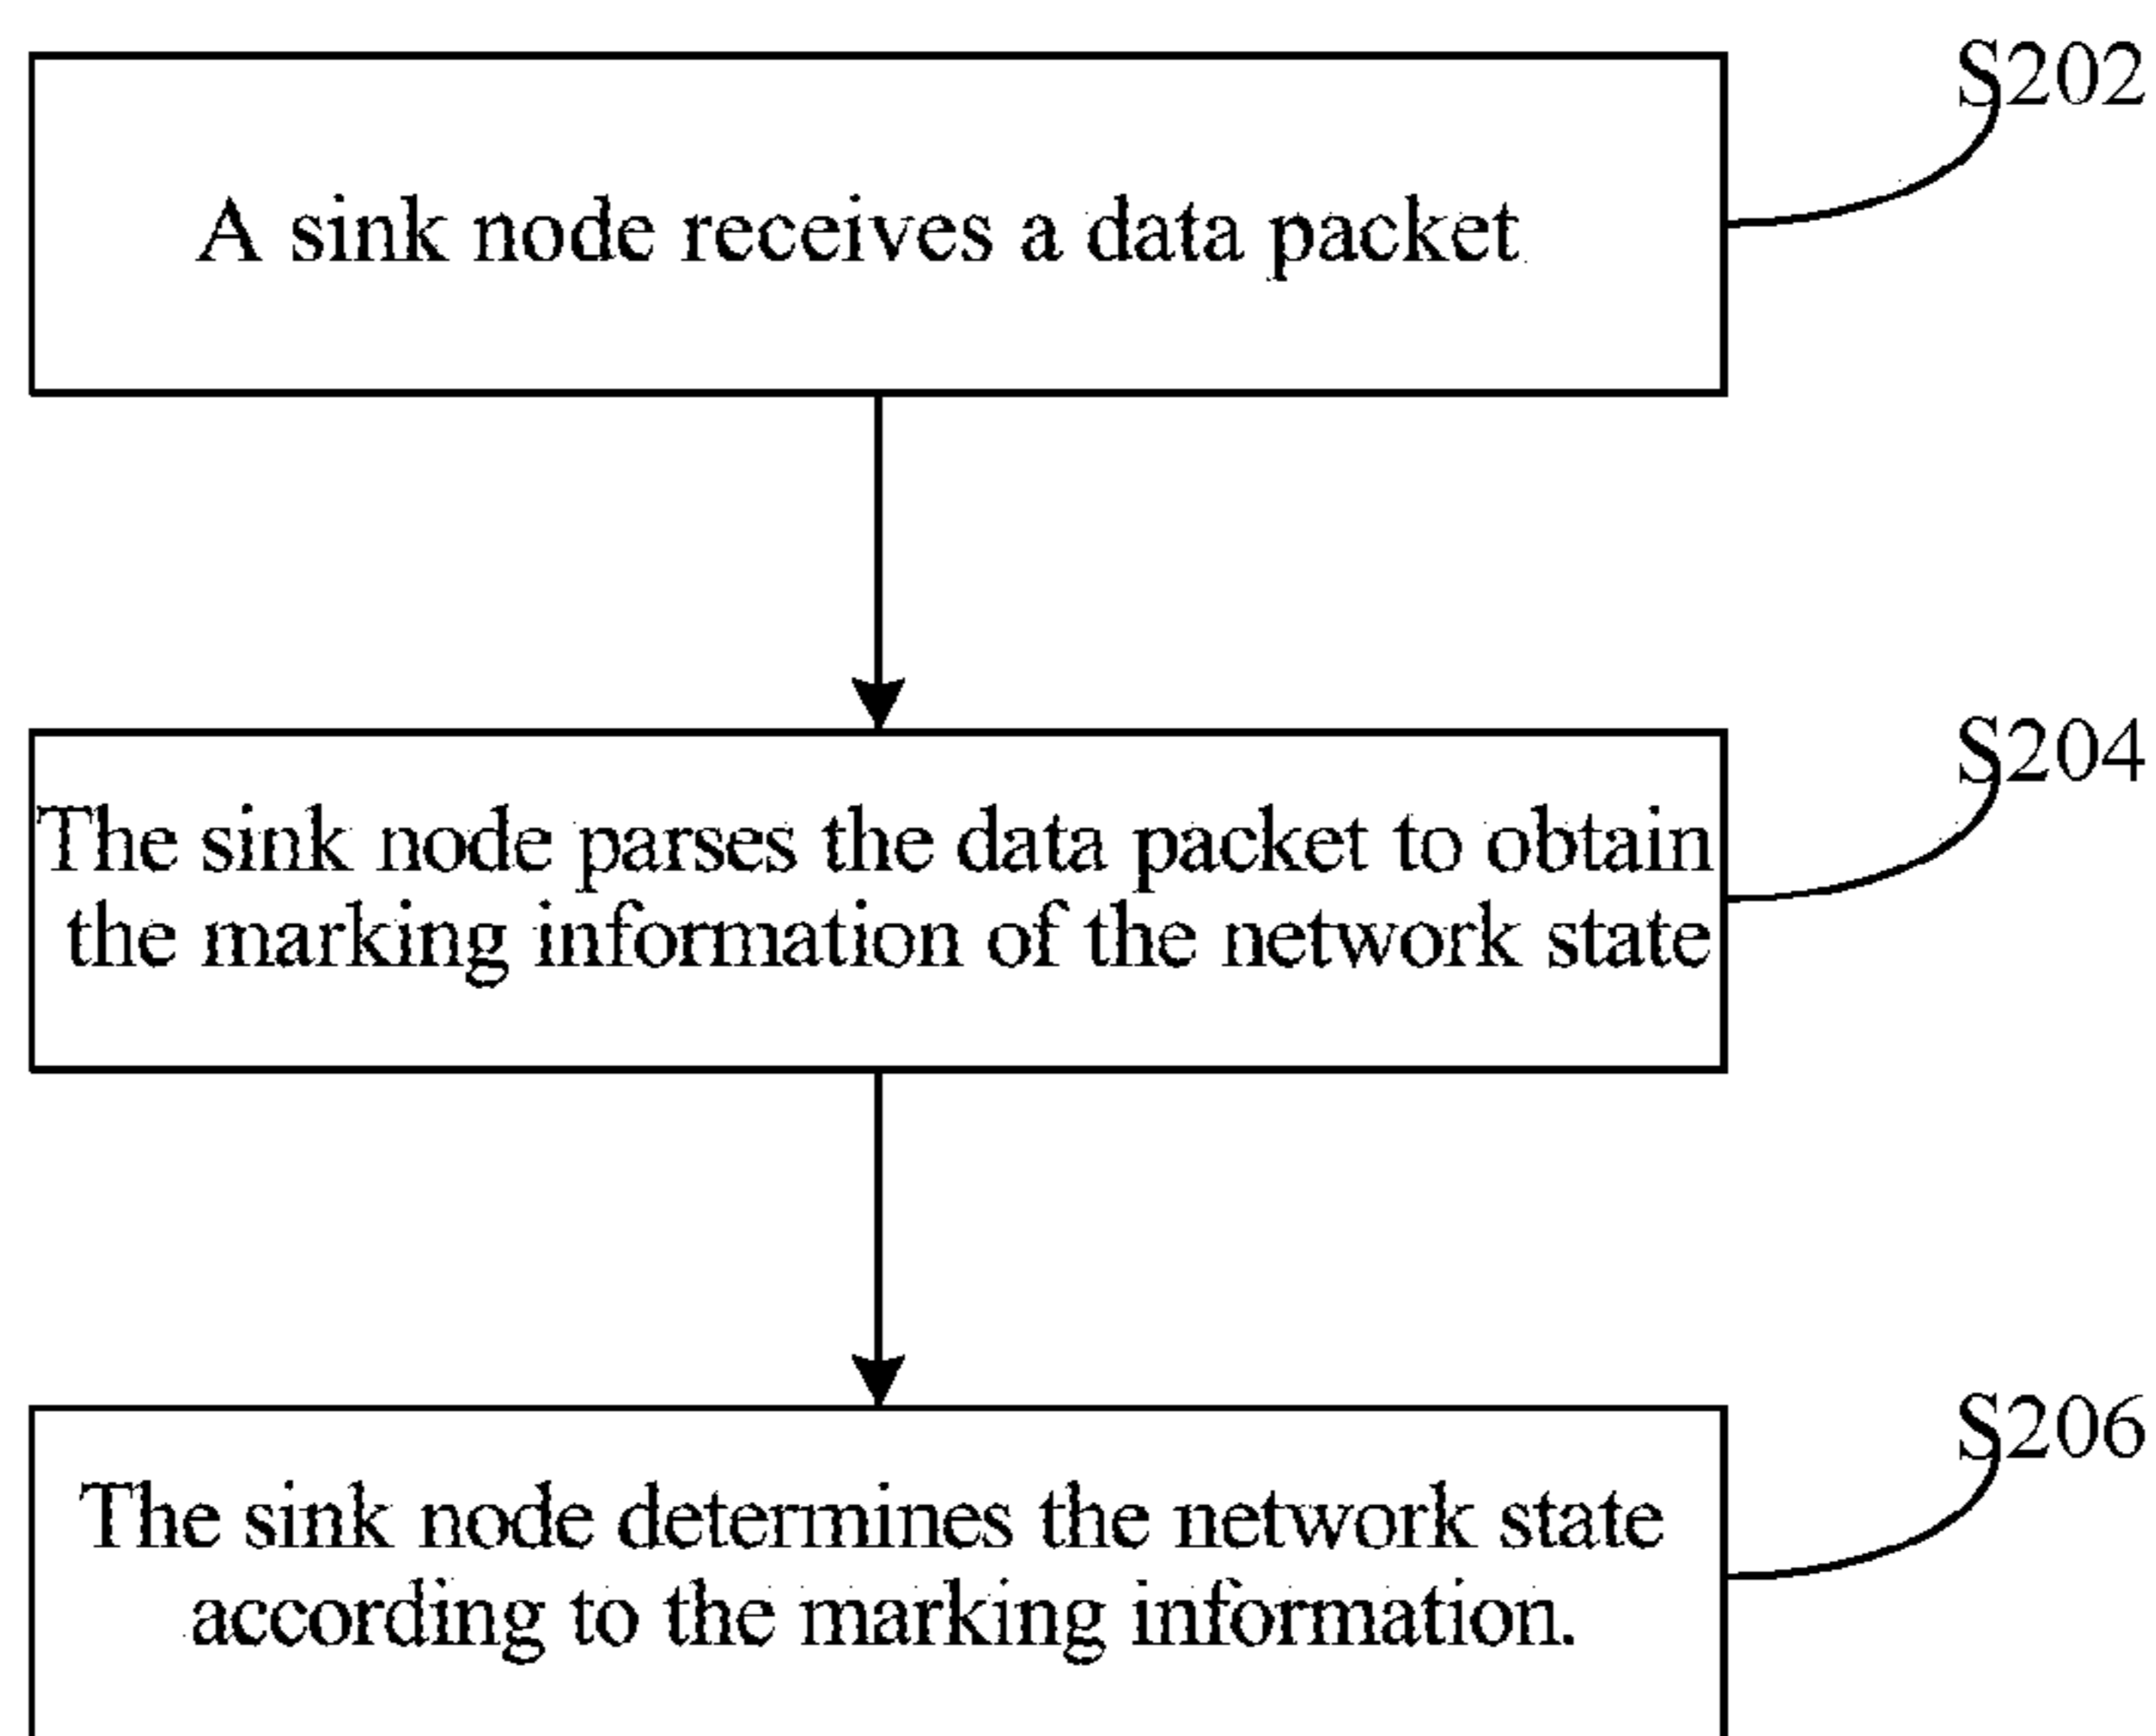 S202
A sink node receives a data packet
S204
The sink node parses the data packet to obtain
the marking information of the network state
S206
The sink node determines the network state
according to the marking information.